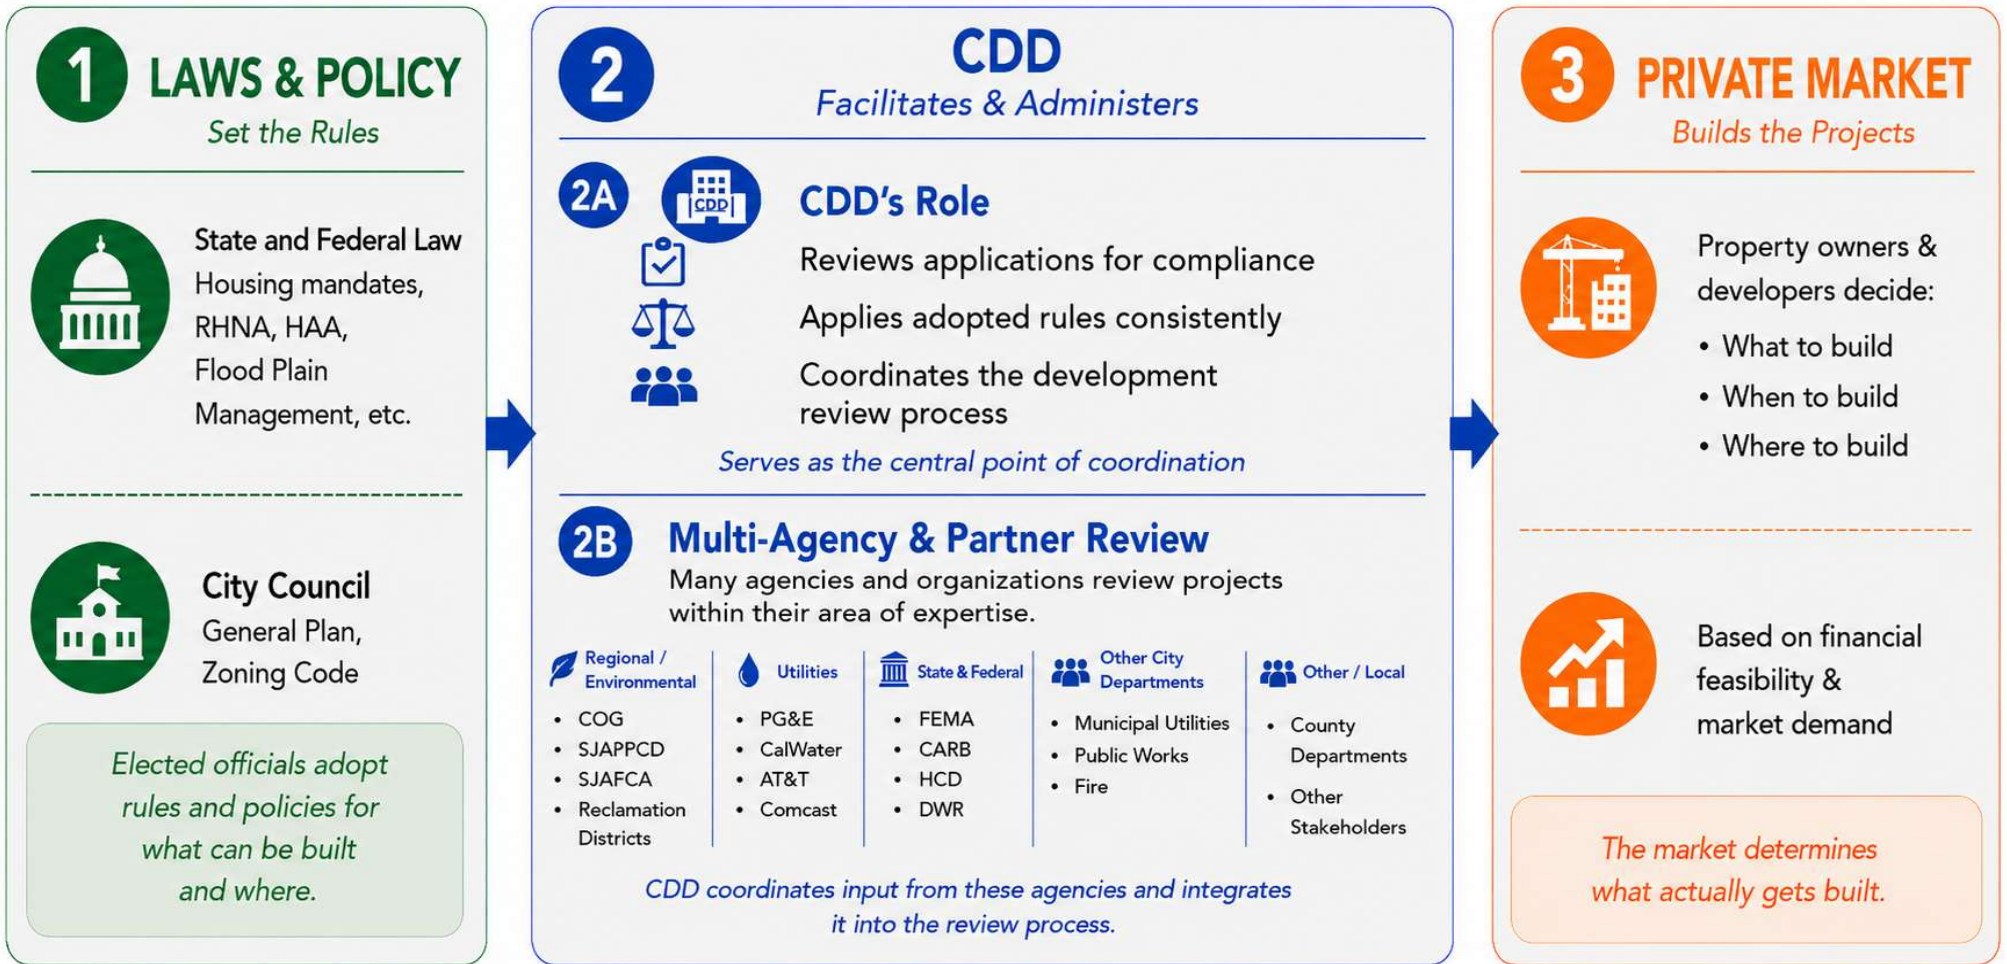 1
LAWS & POLICY
Set the Rules
State and Federal Law
Housing mandates,
RHNA, HAA,
Flood Plain
Management, etc.
City Council
General Plan,
Zoning Code
Elected officials adopt
rules and policies for
what can be built
and where.
2
CDD
Facilitates & Administers
2A
CDD
CDD's Role
Reviews applications for compliance
Applies adopted rules consistently
Coordinates the development
review process
Serves as the central point of coordination
2B
Multi-Agency & Partner Review
Many agencies and organizations review projects
within their area of expertise.
Regional /
Environmental
• COG
• SJAPPCD
• SJAFCA
• Reclamation
Districts
Utilities
• PG&E
• CalWater
• AT&T
• Comcast
State & Federal
• FEMA
• CARB
• HCD
• DWR
Other City
Departments
• Municipal Utilities
• Public Works
• Fire
Other / Local
• County
Departments
• Other
Stakeholders
CDD coordinates input from these agencies and integrates
it into the review process.
3
PRIVATE MARKET
Builds the Projects
Property owners &
developers decide:
• What to build
• When to build
• Where to build
Based on financial
feasibility &
market demand
The market determines
what actually gets built.